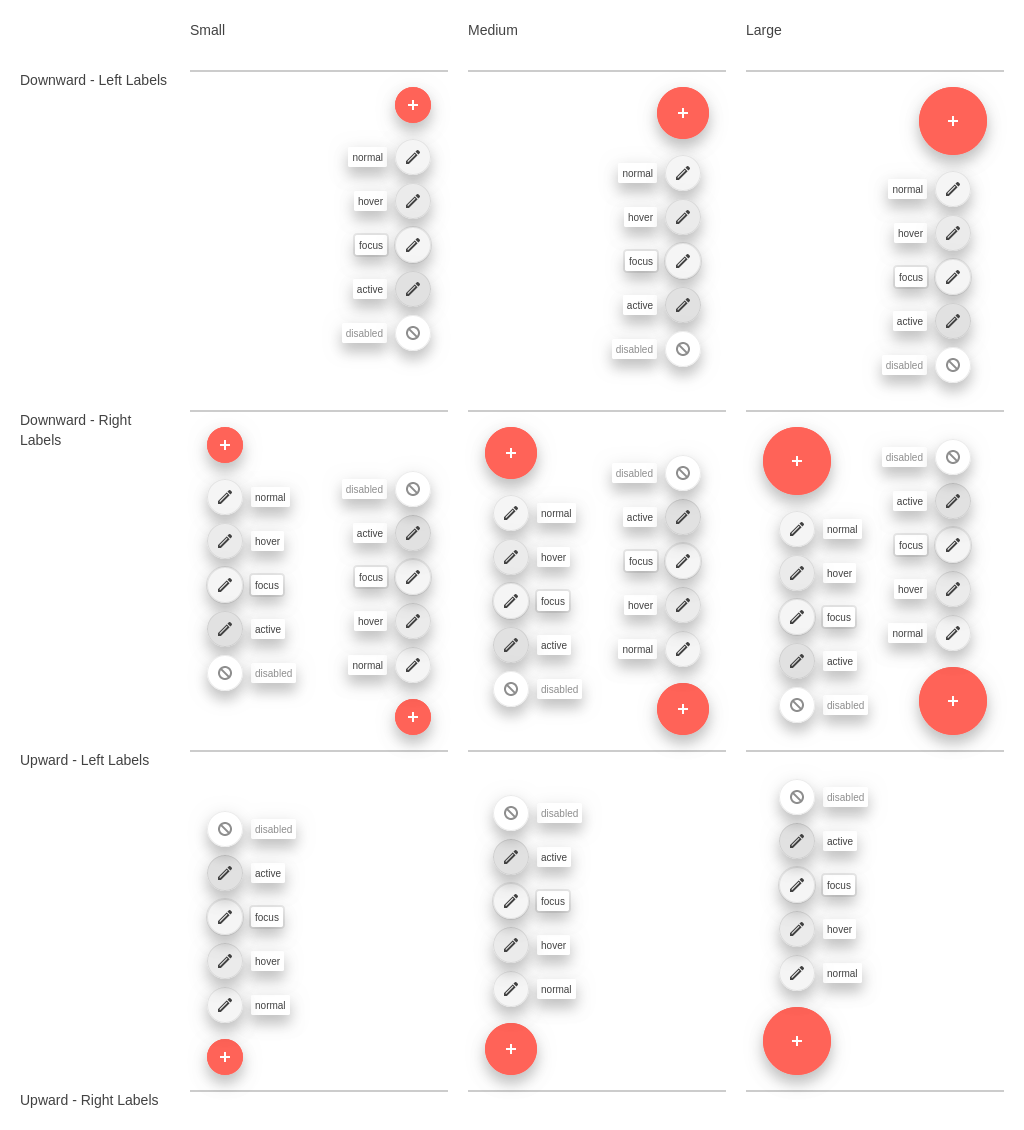 Small
Medium
Large
Downward - Left Labels
normal
hover
focus
active
disabled
normal
hover
focus
active
disabled
normal
hover
focus
active
disabled
Downward - Right
Labels
normal
hover
focus
active
disabled
disabled
active
focus
hover
normal
normal
hover
focus
active
disabled
disabled
active
focus
hover
normal
normal
hover
focus
active
disabled
disabled
active
focus
hover
normal
Upward - Left Labels
disabled
active
focus
hover
normal
disabled
active
focus
hover
normal
disabled
active
focus
hover
normal
Upward - Right Labels